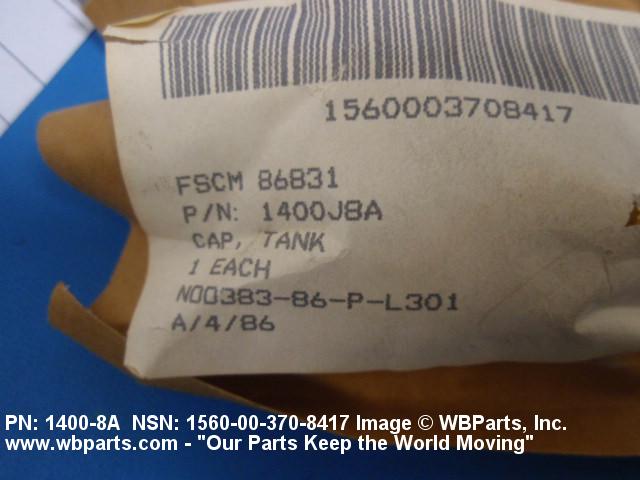 1560003708417
FSCM 86831
P/N: 1400J8A
CAP, TANK
1 EACH
N00383-86-P-L301
A/4/86
PN: 1400-8A NSN: 1560-00-370-8417 Image © WBParts, Inc.
www.wbparts.com - "Our Parts Keep the World Moving"